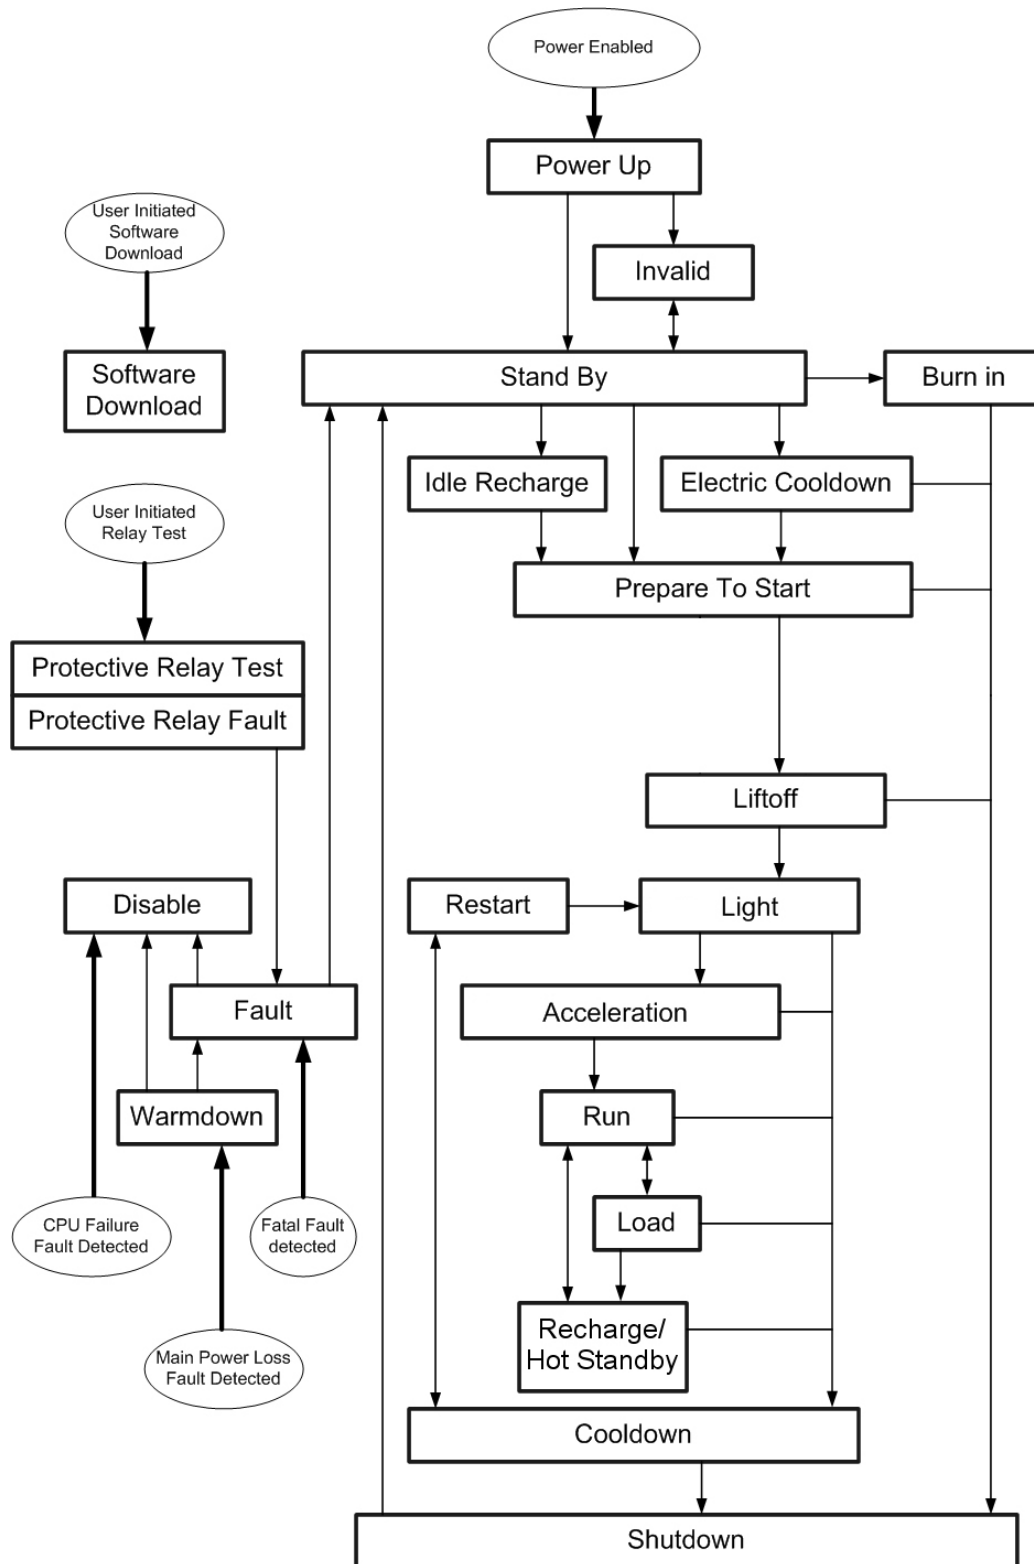 Power Enabled
Power Up
User Initiated
Software
Download
Invalid
Software
Download
Stand By
Burn in
Idle Recharge
Electric Cooldown
User Initiated
Relay Test
Prepare To Start
Protective Relay Test
Protective Relay Fault
Liftoff
Disable
Restart
Light
Fault
Acceleration
Warmdown
Run
CPU Failure
Fault Detected
Fatal Fault
detected
Load
Recharge/
Hot Standby
Main Power Loss
Fault Detected
Cooldown
Shutdown